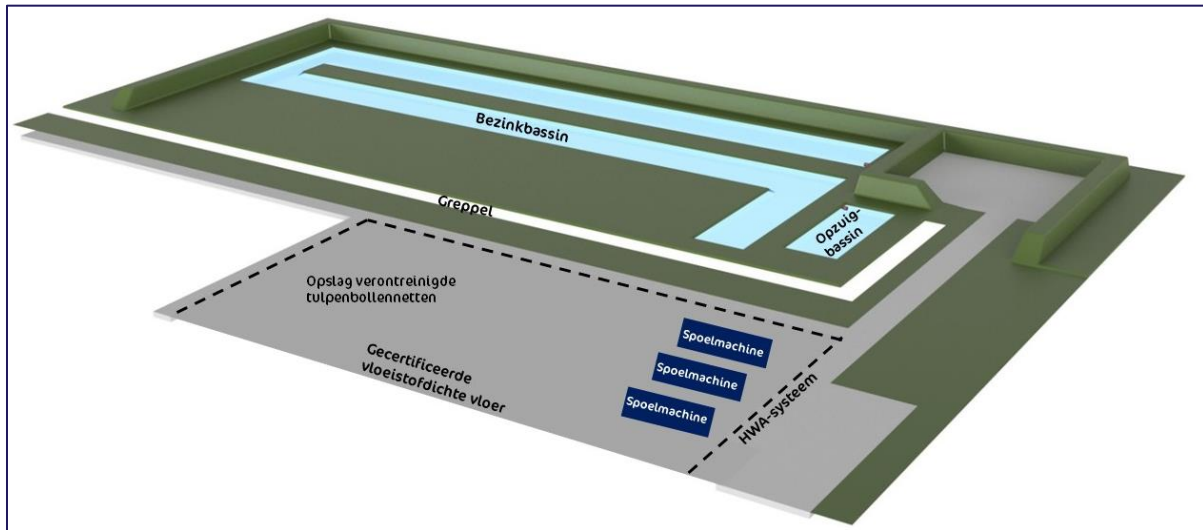 Bezinkbassin
Greppel
Opzuig-
bassin
Opslag verontreinigde
tulpenbollennetten
Spoelmachine
Spoelmachine
Spoelmachine
Gecertificeerde
vloeistofdichte vloer
HWA-systeem